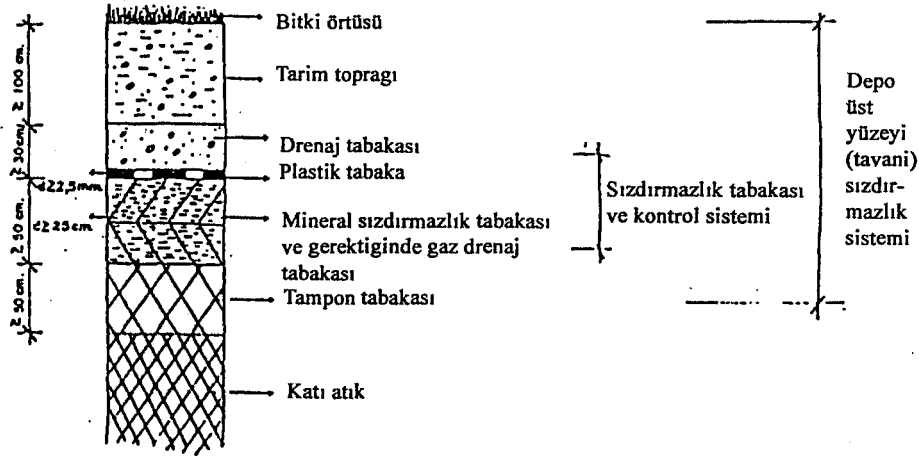 Bitki örtüsü
Tarim topragı
Drenaj tabakası
Plastik tabaka
Mineral sızdırmazlık tabakası
ve gerektiginde gaz drenaj
tabakası
Tampon tabakası
Katı atık
≥ 100 cm.
≥ 30cm
d≥2,5mm
d≥25cm
≥ 50 cm.
≥ 50 cm.
Sızdırmazlık tabakası
ve kontrol sistemi
Depo
üst
yüzeyi
(tavani)
sızdır-
mazlık
sistemi